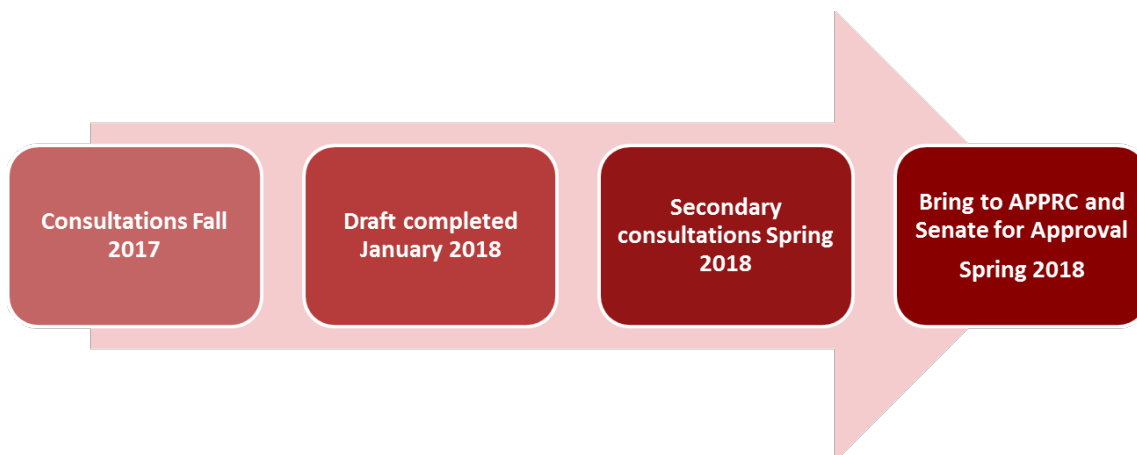 Consultations Fall
2017
Draft completed
January 2018
Secondary
consultations Spring
2018
Bring to APPRC and
Senate for Approval
Spring 2018